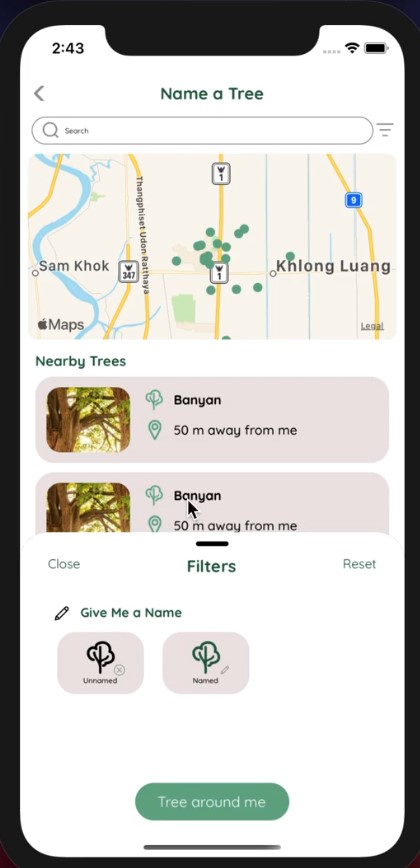 2:43
Name a Tree
Search
1
9
Thangphiset Udon Ratthaya
Sam Khok
347
1
Khlong Luang
Maps
Legal
Nearby Trees
Banyan
50 m away from me
Banyan
50 m away from me
Close
Filters
Reset
Give Me a Name
Unnamed
Named
Tree around me